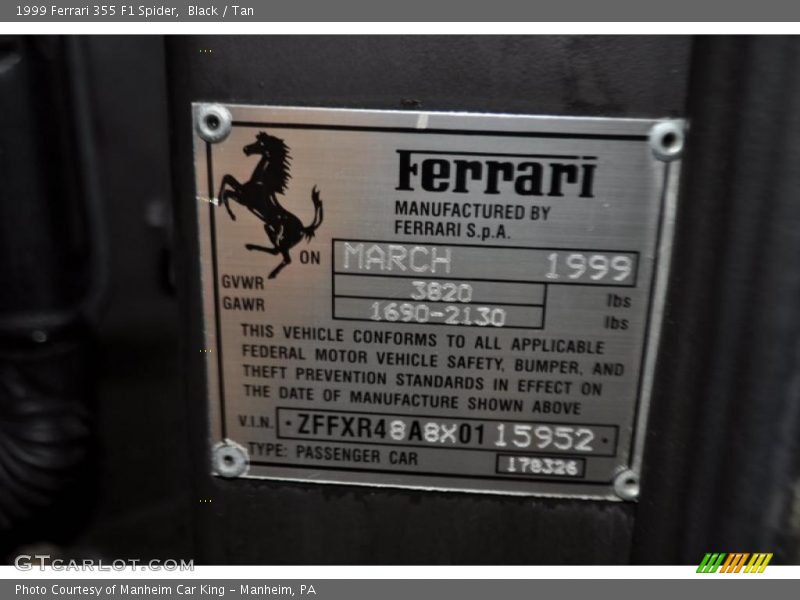 1999 Ferrari 355 F1 Spider, Black / Tan
Ferrari
MANUFACTURED BY
FERRARI S.p.A.
ON MARCH 1999
GVWR 3820 lbs
GAWR 1690-2130 lbs
THIS VEHICLE CONFORMS TO ALL APPLICABLE
FEDERAL MOTOR VEHICLE SAFETY, BUMPER, AND
THEFT PREVENTION STANDARDS IN EFFECT ON
THE DATE OF MANUFACTURE SHOWN ABOVE
V.I.N. ·ZFFXR48A8X0115952·
TYPE: PASSENGER CAR 178326
GTCARLOT.COM
Photo Courtesy of Manheim Car King - Manheim, PA